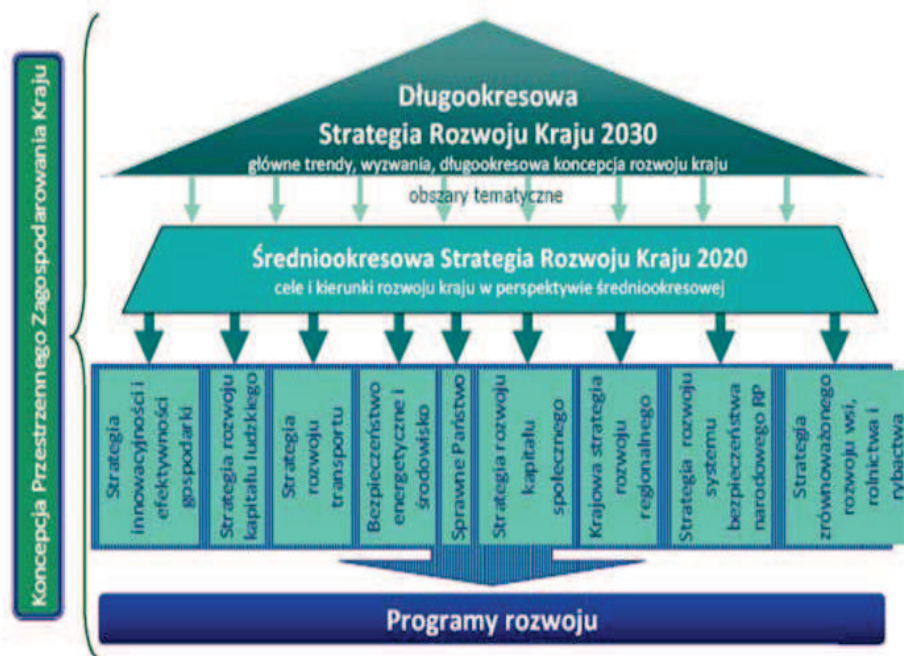 Koncepcja Przestrzennego Zagospodarowania Kraju
Długookresowa
Strategia Rozwoju Kraju 2030
główne trendy, wyzwania, długookresowa koncepcja rozwoju kraju
obszary tematyczne
Średniookresowa Strategia Rozwoju Kraju 2020
cele i kierunki rozwoju kraju w perspektywie średniookresowej
Strategia
innowacyjności i
efektywności
gospodarki
Strategia rozwoju
kapitału ludzkiego
Strategia
rozwoju
transportu
Bezpieczeństwo
energetyczne i
środowisko
Sprawne Państwo
Strategia rozwoju
kapitału
społecznego
Krajowa strategia
rozwoju
regionalnego
Strategia rozwoju
systemu
bezpieczeństwa
narodowego RP
Strategia
zrównoważonego
rozwoju wsi,
rolnictwa i
rybactwa
Programy rozwoju